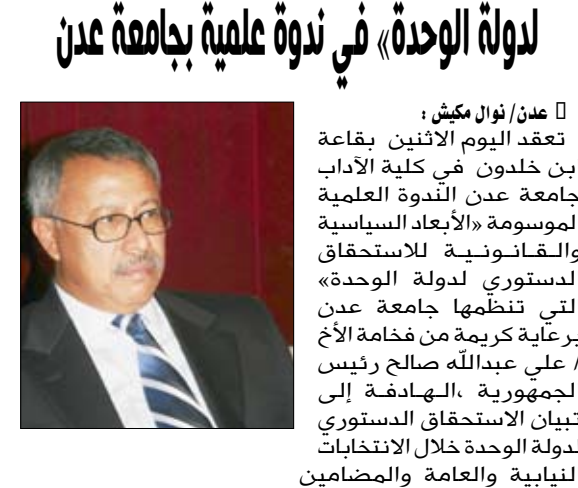 لدولة الوحدة» في ندوة علمية بجامعة عدن
عدن/ نوال مكيش :
تعقد اليوم الاثنين بقاعة
بن خلدون في كلية الآداب
جامعة عدن الندوة العلمية
لموسومة «الأبعاد السياسية
والقانونية للاستحقاق
لدستوري لدولة الوحدة»
لتي تنظمها جامعة عدن
برعاية كريمة من فخامة الأخ
/ علي عبدالله صالح رئيس
لجمهورية ،الهادفة إلى
تبيان الاستحقاق الدستوري
لدولة الوحدة خلال الانتخابات
لنيابية والعامة والمضامين